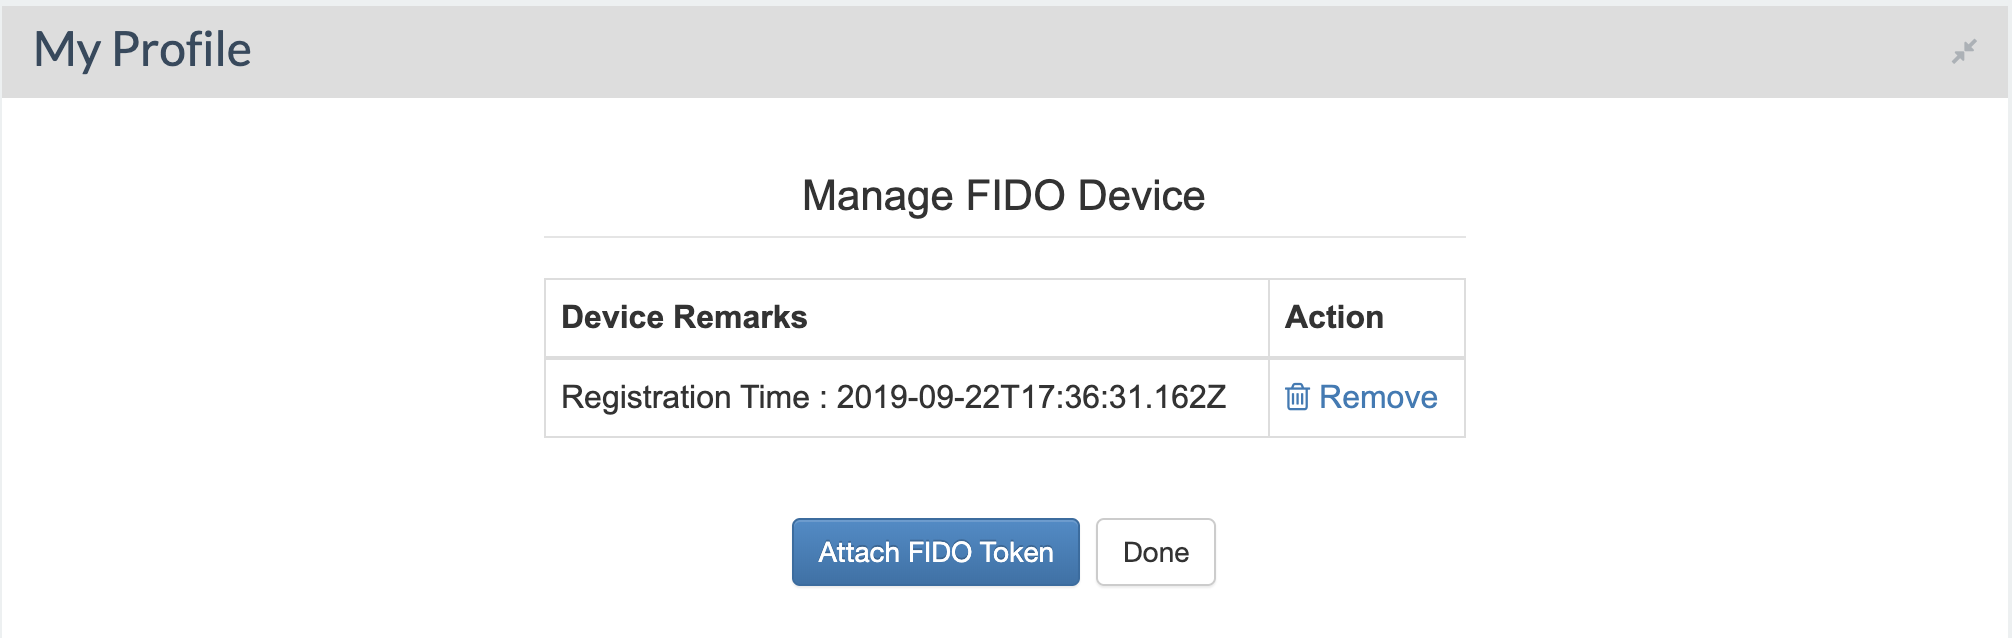 My Profile
Manage FIDO Device
Device Remarks Action
Registration Time : 2019-09-22T17:36:31.162Z Remove
Attach FIDO Token Done